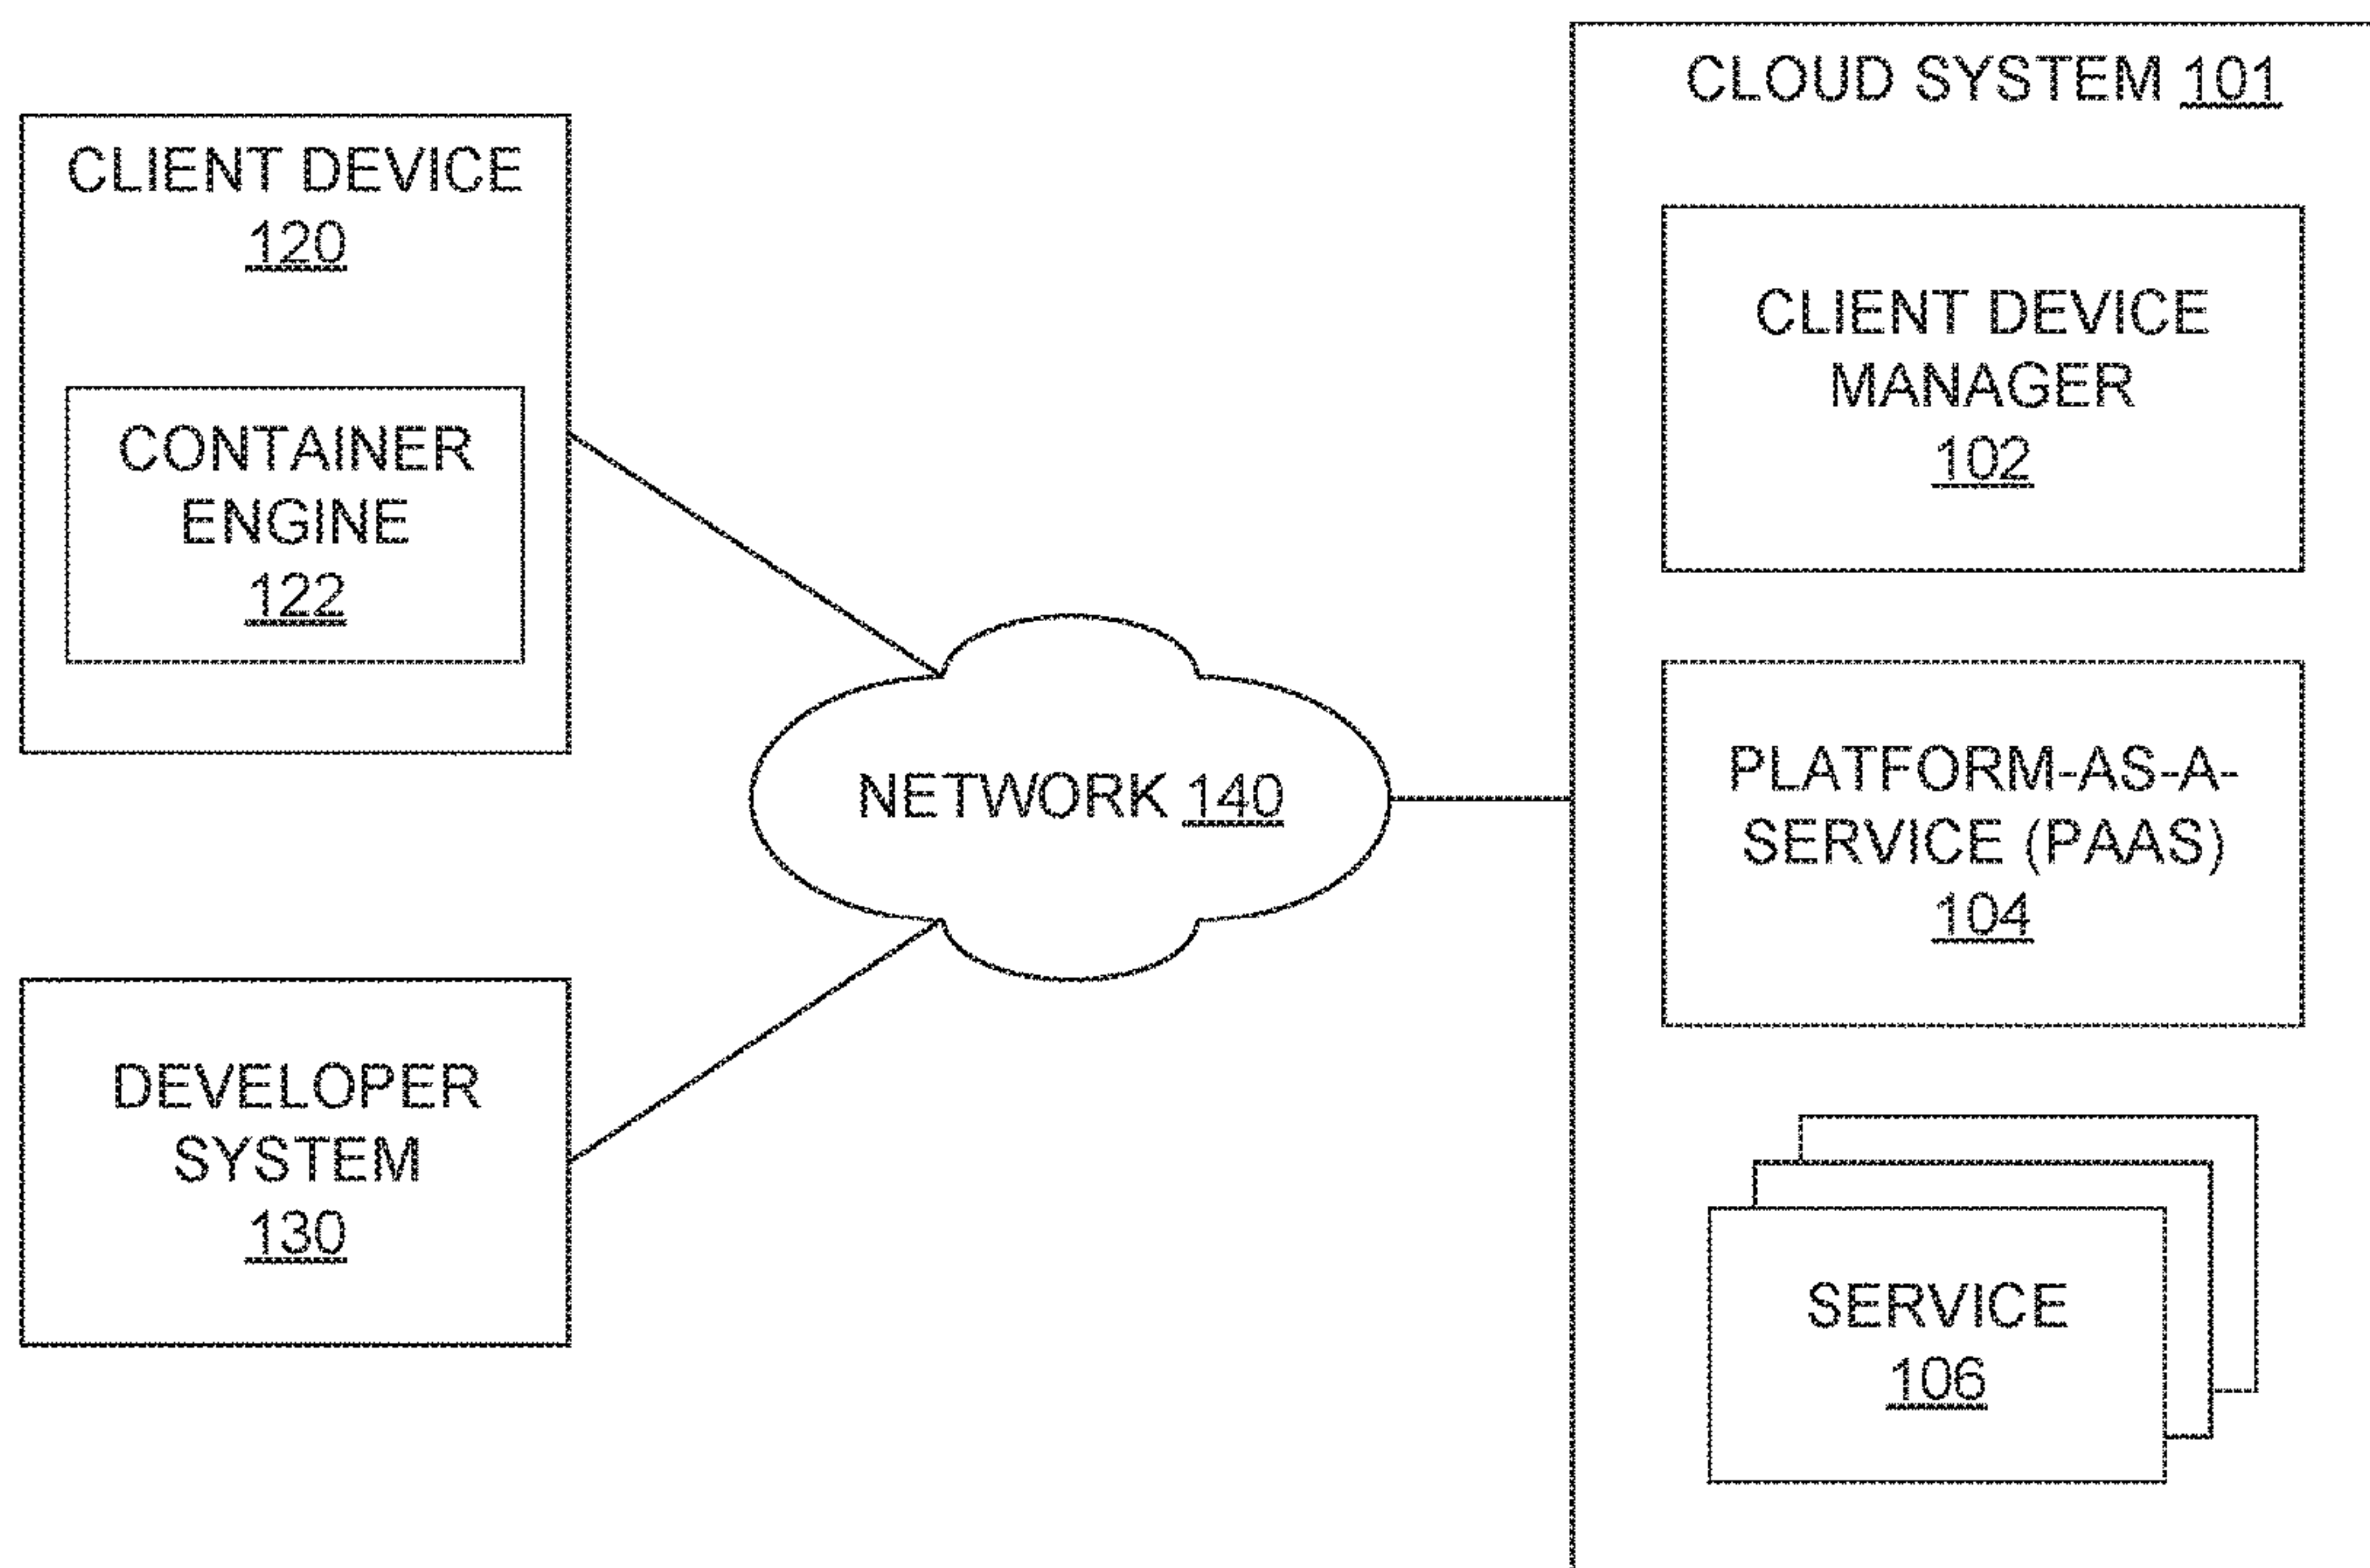 CLIENT DEVICE
120
CONTAINER
ENGINE
122
DEVELOPER
SYSTEM
130
NETWORK 140
CLOUD SYSTEM 101
CLIENT DEVICE
MANAGER
102
PLATFORM-AS-A-
SERVICE (PAAS)
104
SERVICE
106